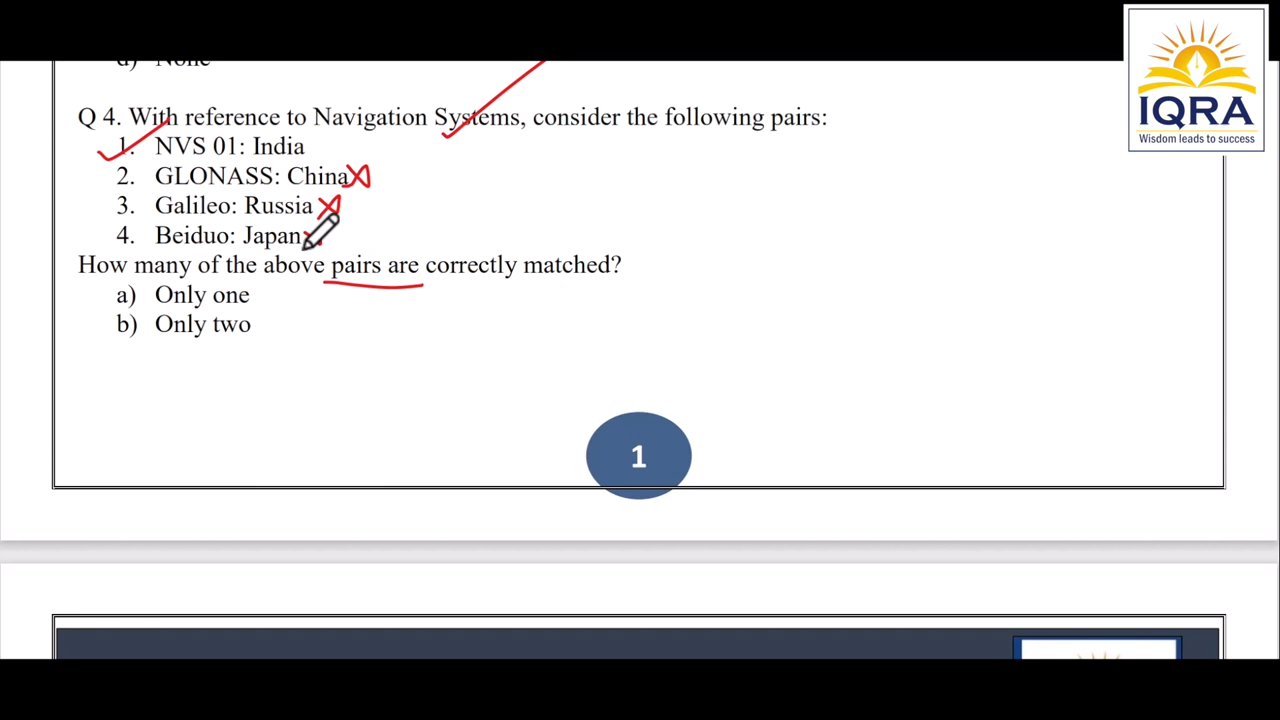 d) None
IQRA
Wisdom leads to success
Q 4. With reference to Navigation Systems, consider the following pairs:
1. NVS 01: India
2. GLONASS: China
3. Galileo: Russia
4. Beiduo: Japan
How many of the above pairs are correctly matched?
a) Only one
b) Only two
1